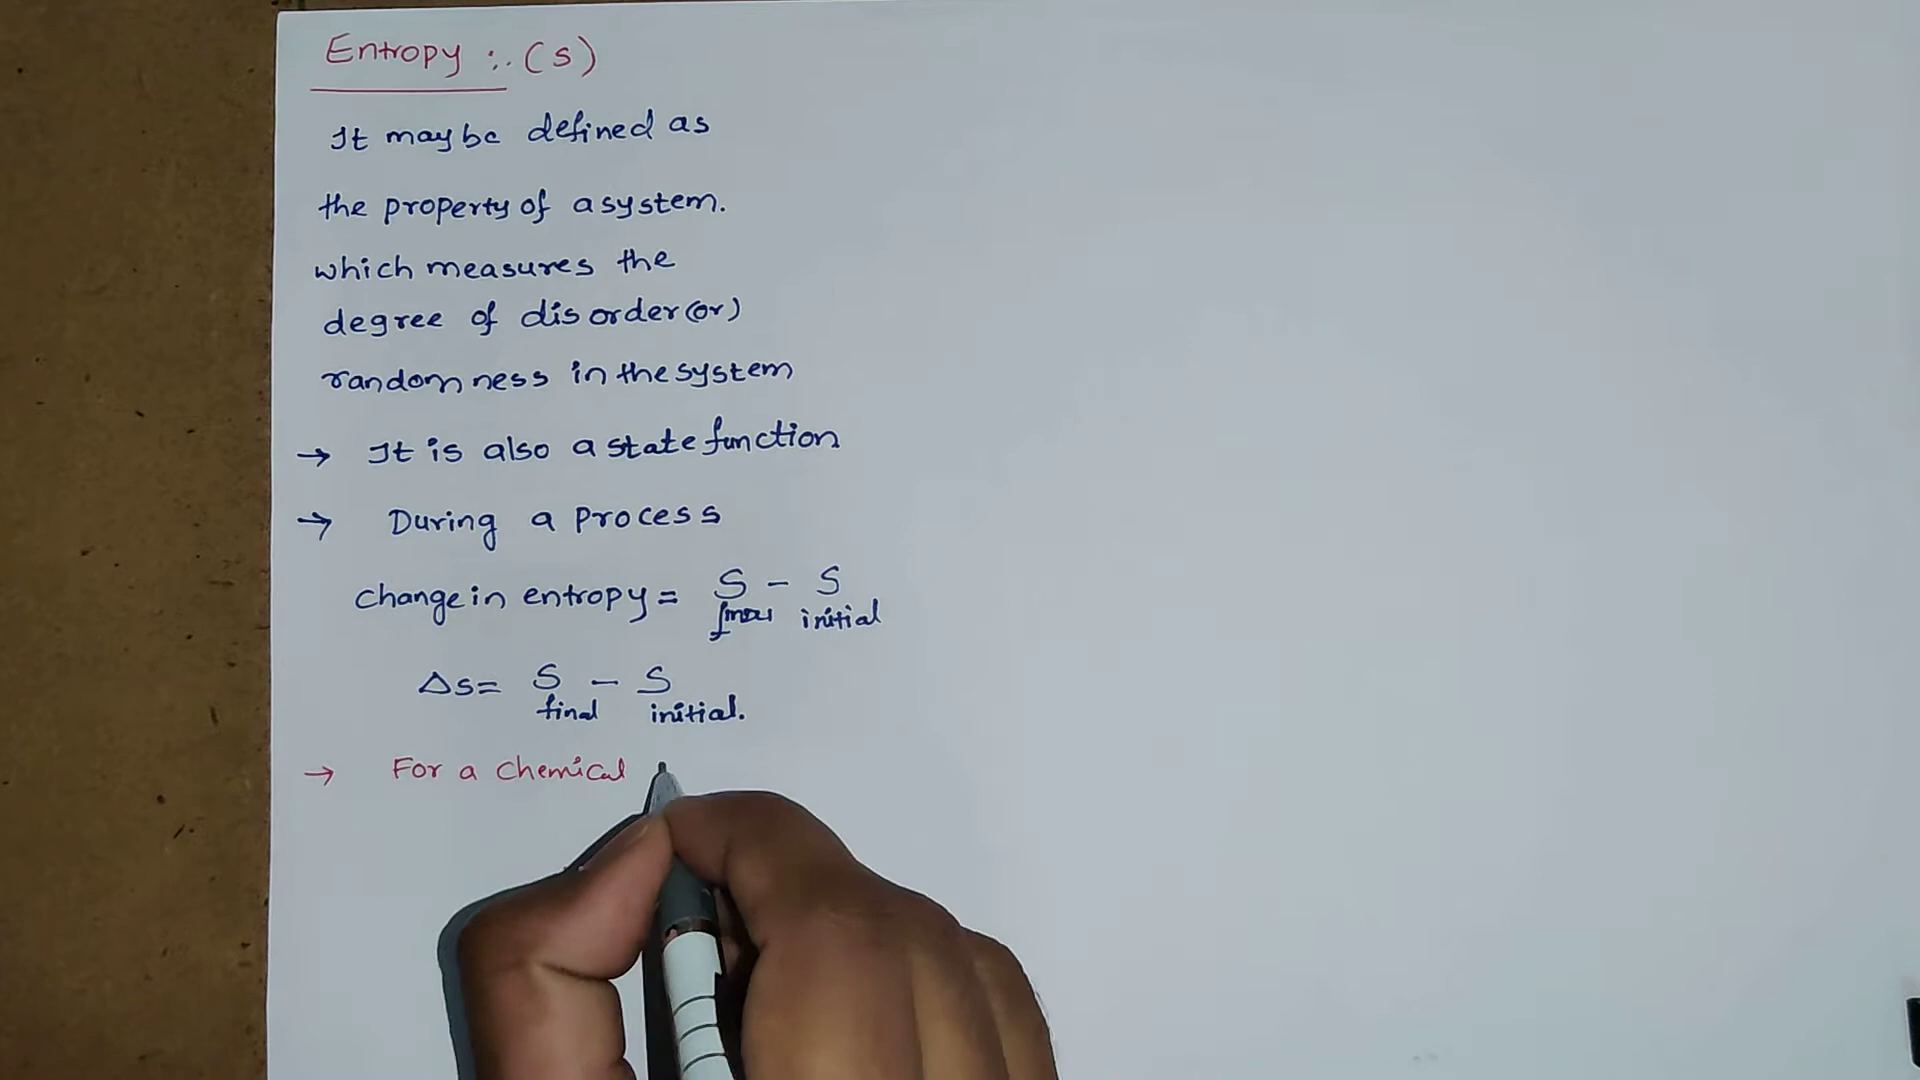 Entropy :. (S)
It may be defined as
the property of a system.
which measures the
degree of disorder (or)
randomness in the system
→ It is also a state function
→ During a process
change in entropy = S - S
final initial
ΔS = S - S
final initial.
→ For a chemical